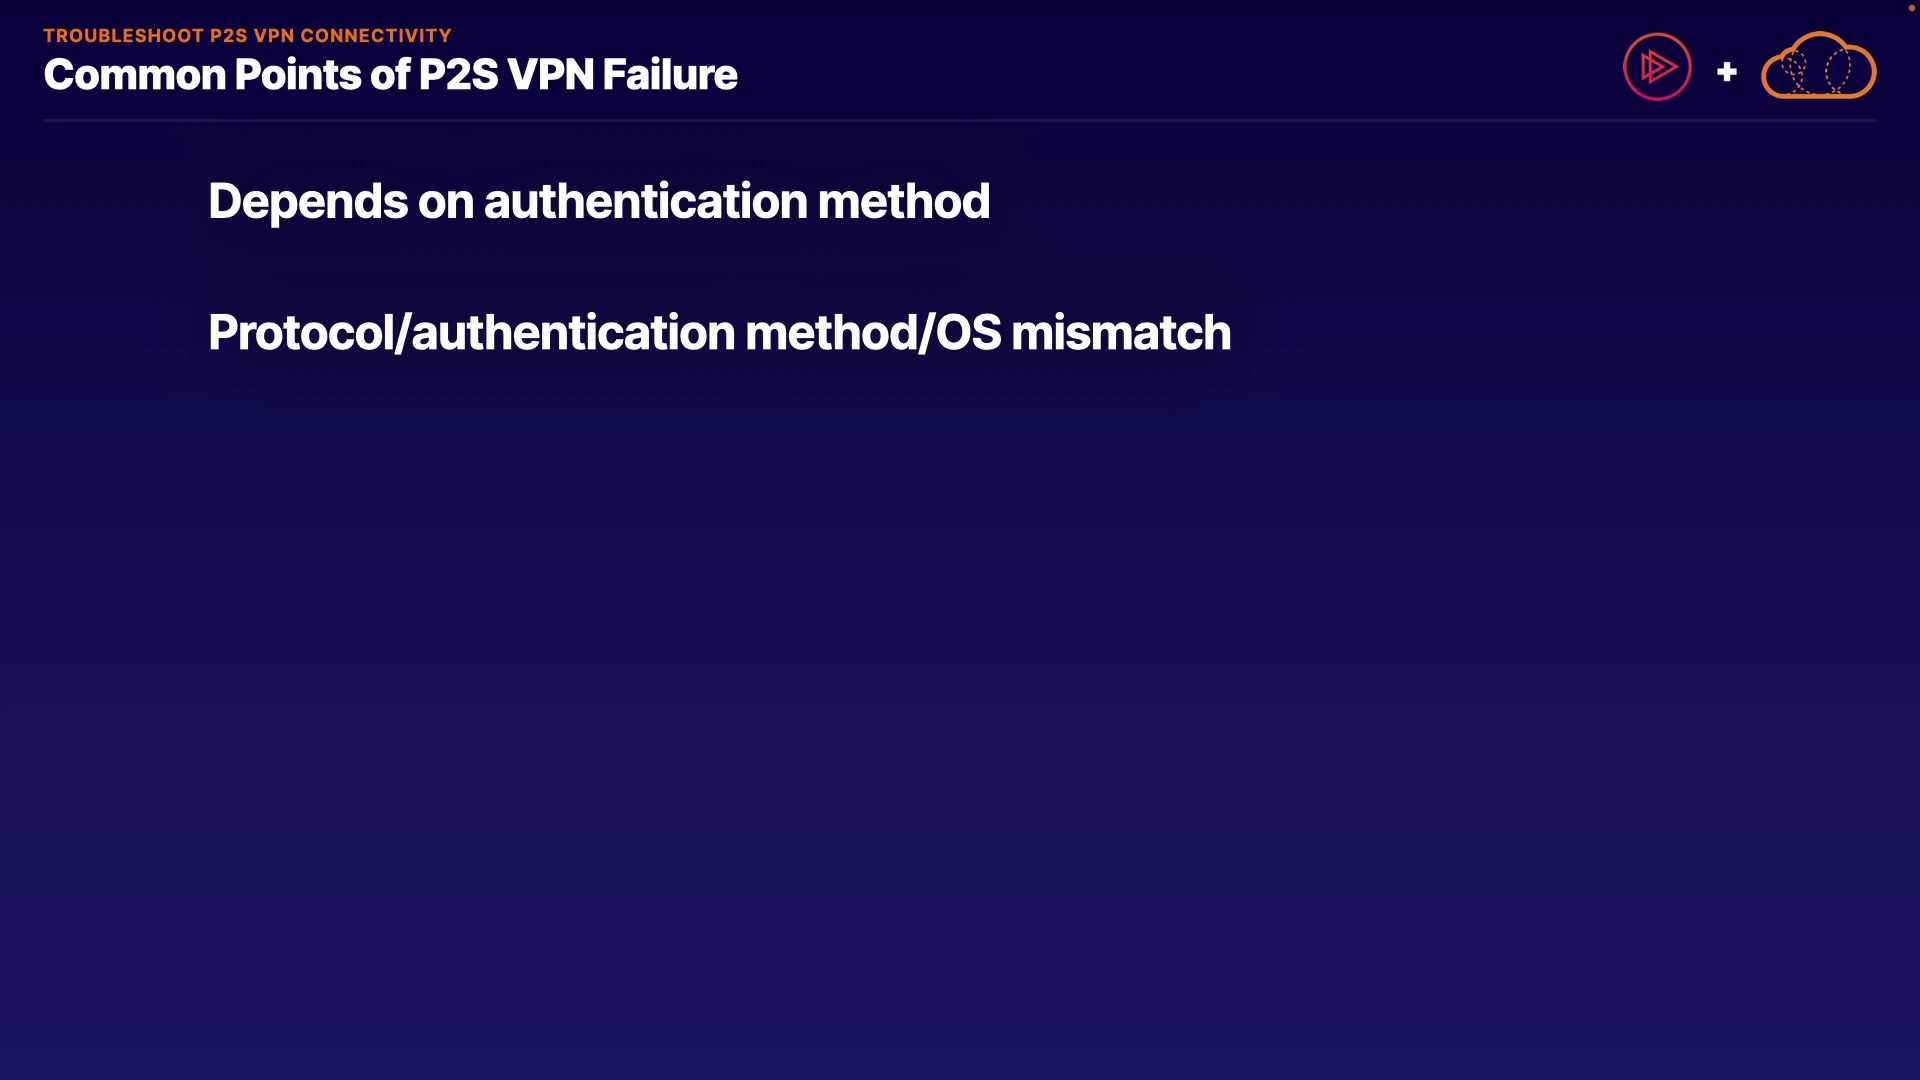 TROUBLESHOOT P2S VPN CONNECTIVITY
Common Points of P2S VPN Failure
Depends on authentication method
Protocol/authentication method/OS mismatch